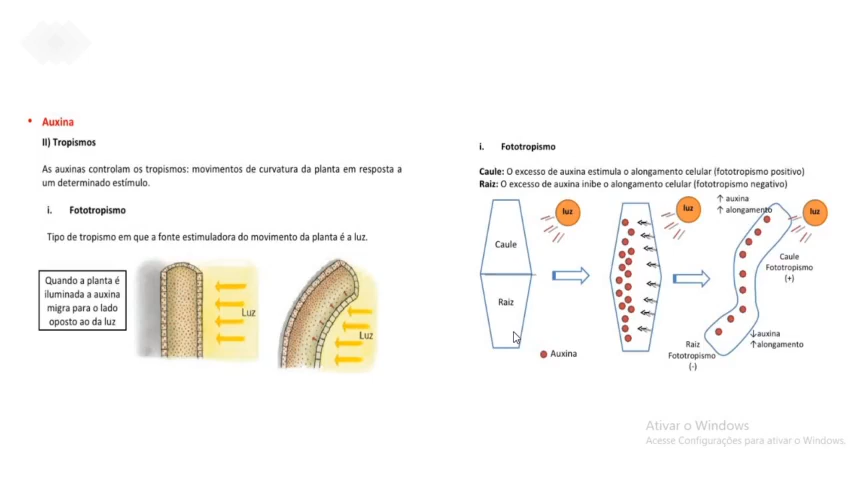 • Auxina
II) Tropismos
As auxinas controlam os tropismos: movimentos de curvatura da planta em resposta a
um determinado estímulo.
i. Fototropismo
Tipo de tropismo em que a fonte estimuladora do movimento da planta é a luz.
Quando a planta é
iluminada a auxina
migra para o lado
oposto ao da luz
Luz
Luz
i. Fototropismo
Caule: O excesso de auxina estimula o alongamento celular (fototropismo positivo)
Raiz: O excesso de auxina inibe o alongamento celular (fototropismo negativo)
luz
Caule
Raiz
Auxina
luz
↑ auxina
↑ alongamento
luz
Caule
Fototropismo
(+)
↓auxina
↑alongamento
Raiz
Fototropismo
(-)
Ativar o Windows
Acesse Configurações para ativar o Windows.